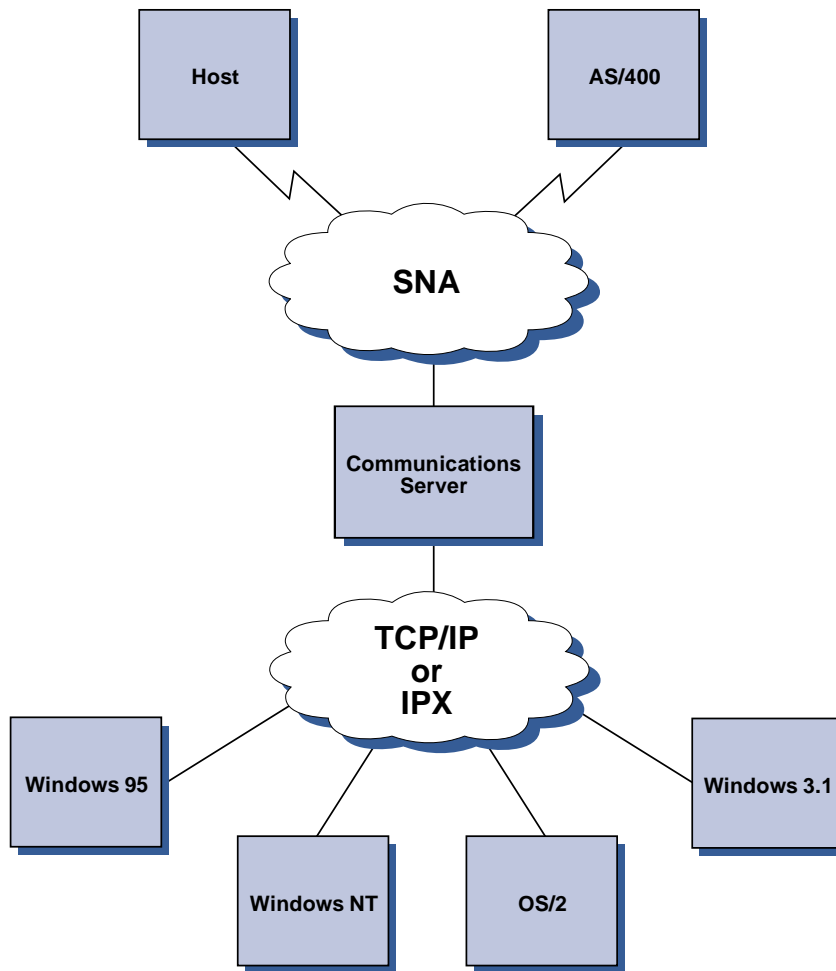 Host
AS/400
SNA
Communications
Server
TCP/IP
or
IPX
Windows 95
Windows 3.1
Windows NT
OS/2